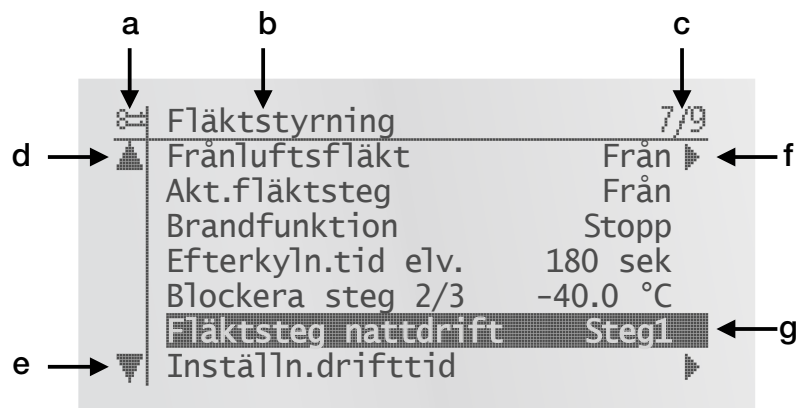 a b c
Fläktstyrning 7/9
d Frånluftsfläkt Från f
Akt.fläktsteg Från
Brandfunktion Stopp
Efterkyln.tid elv. 180 sek
Blockera steg 2/3 -40.0 °C
Fläktsteg nattdrift Steg1 g
e Inställn.drifttid